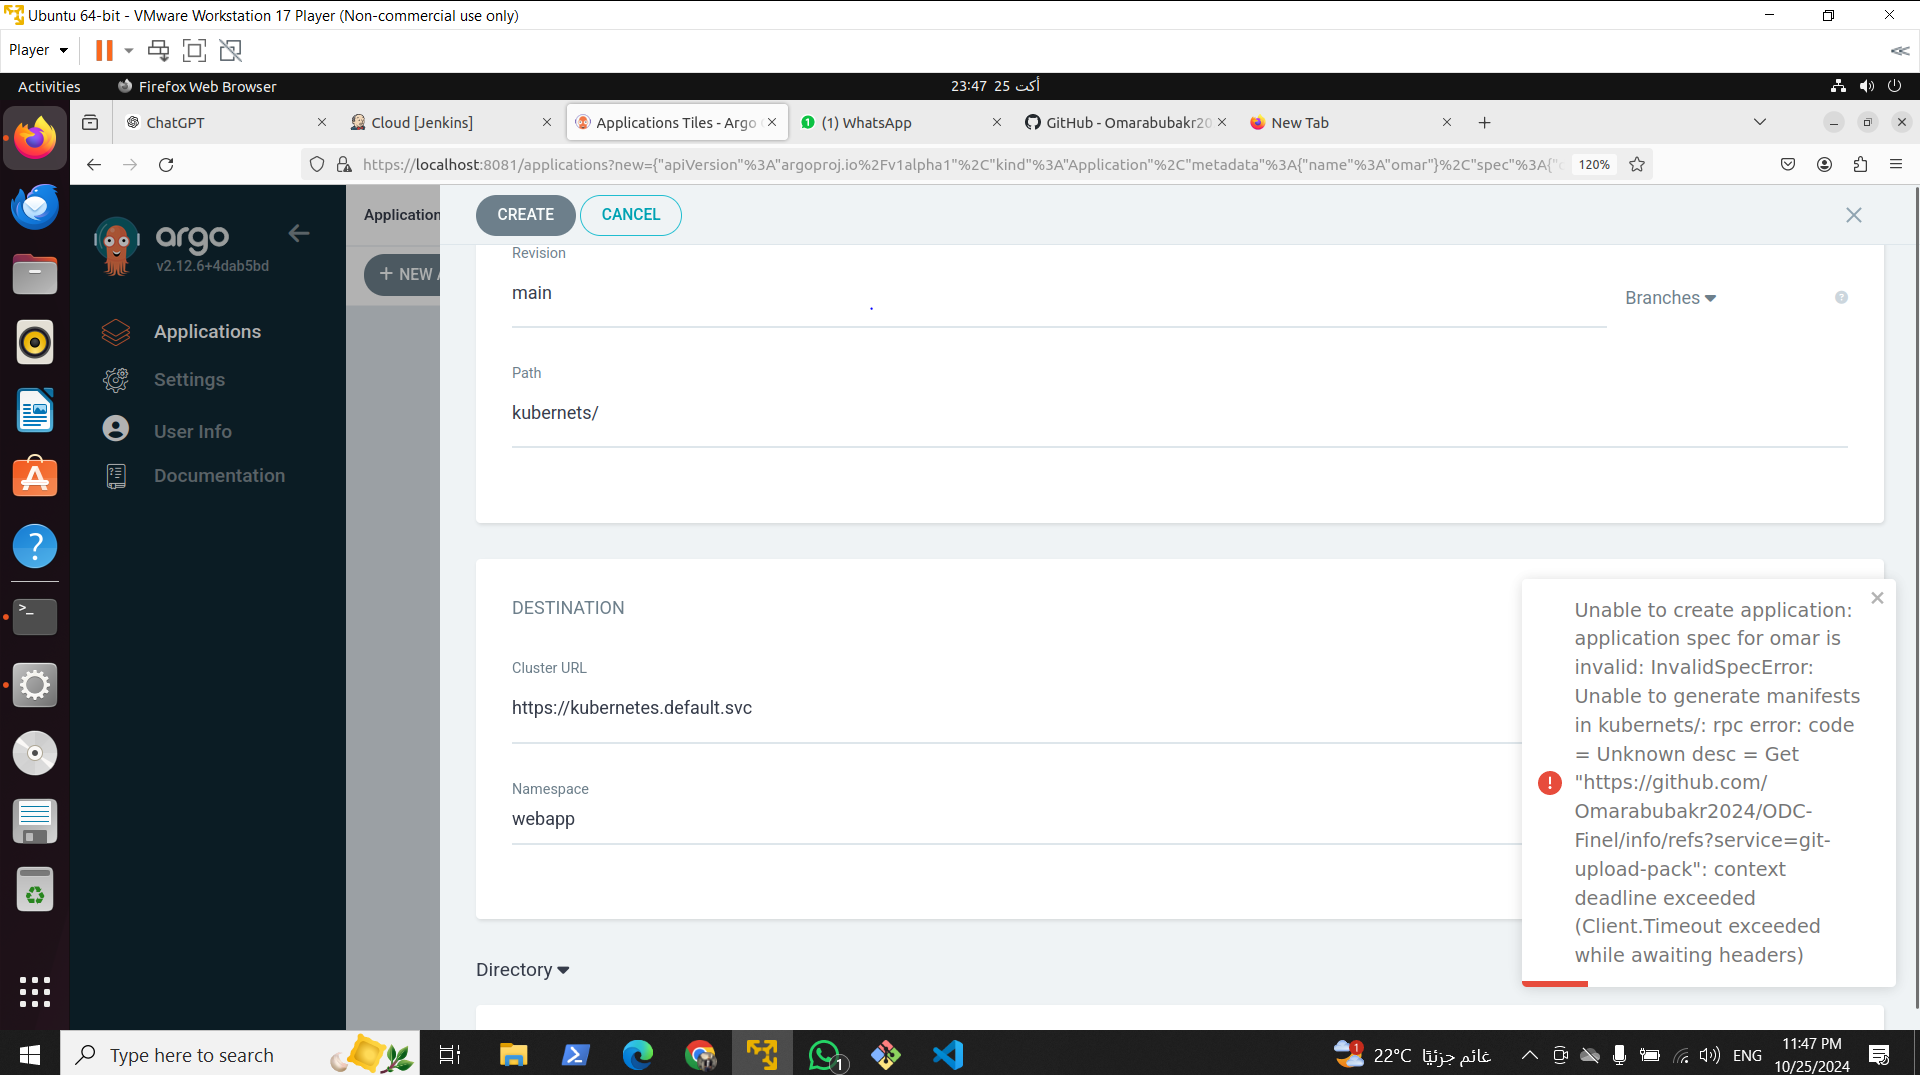 Ubuntu 64-bit - VMware Workstation 17 Player (Non-commercial use only)
Player
Activities
Firefox Web Browser
23:47 25 أكت
ChatGPT
Cloud [Jenkins]
Applications Tiles - Argo
(1) WhatsApp
GitHub - Omarabubakr20
New Tab
https://localhost:8081/applications?new={"apiVersion"%3A"argoproj.io%2Fv1alpha1"%2C"kind"%3A"Application"%2C"metadata"%3A{"name"%3A"omar"}%2C"spec"%3A{"
120%
argo
v2.12.6+4dab5bd
Applications
Settings
User Info
Documentation
Application
+ NEW
CREATE
CANCEL
Revision
main
Branches
Path
kubernets/
DESTINATION
Cluster URL
https://kubernetes.default.svc
Namespace
webapp
Directory
Unable to create application:
application spec for omar is
invalid: InvalidSpecError:
Unable to generate manifests
in kubernets/: rpc error: code
= Unknown desc = Get
"https://github.com/
Omarabubakr2024/ODC-
Finel/info/refs?service=git-
upload-pack": context
deadline exceeded
(Client.Timeout exceeded
while awaiting headers)
Type here to search
1
1
22°C غائم جزئيًا
ENG
11:47 PM
10/25/2024